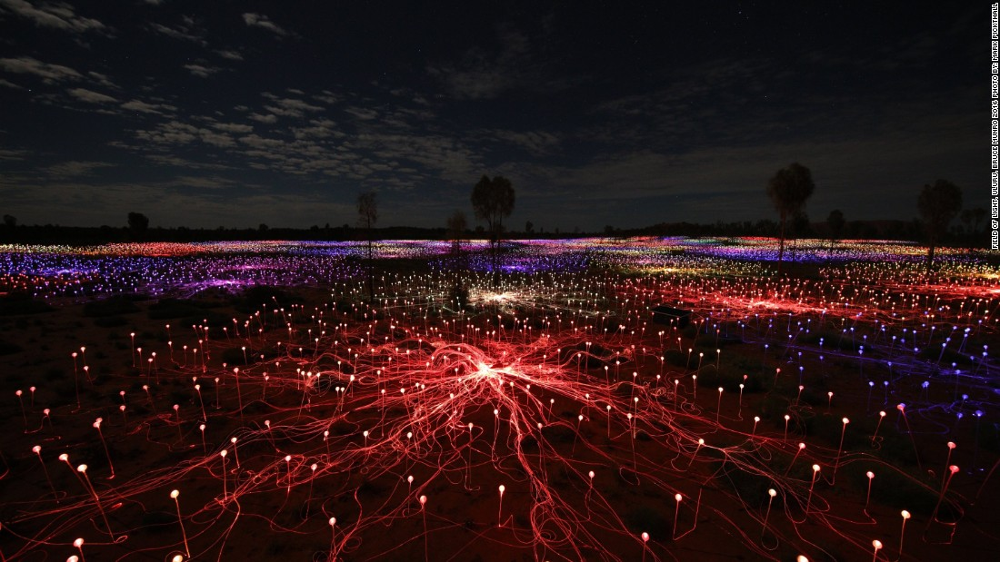 FIELD OF LIGHT, ULURU, BRUCE MUNRO 2016 PHOTO BY MARK PICKTHALL